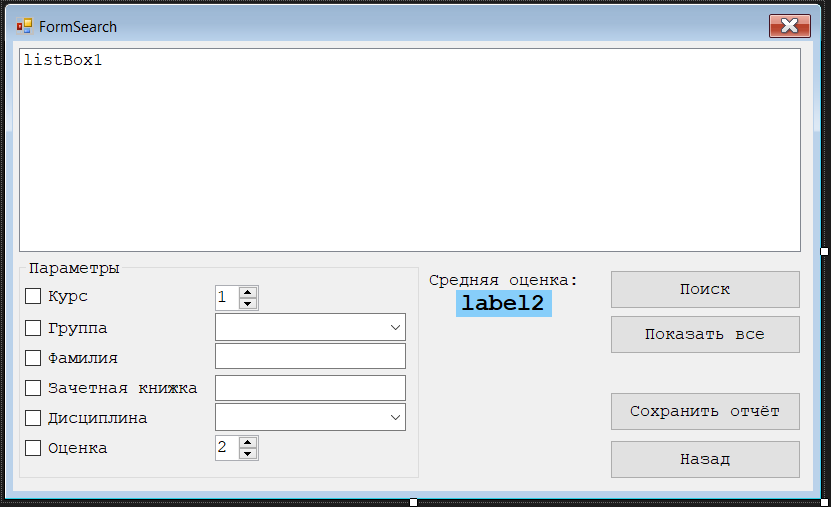 FormSearch
listBox1
Параметры
Курс 1
Группа
Фамилия
Зачетная книжка
Дисциплина
Оценка 2
Средняя оценка:
label2
Поиск
Показать все
Сохранить отчёт
Назад